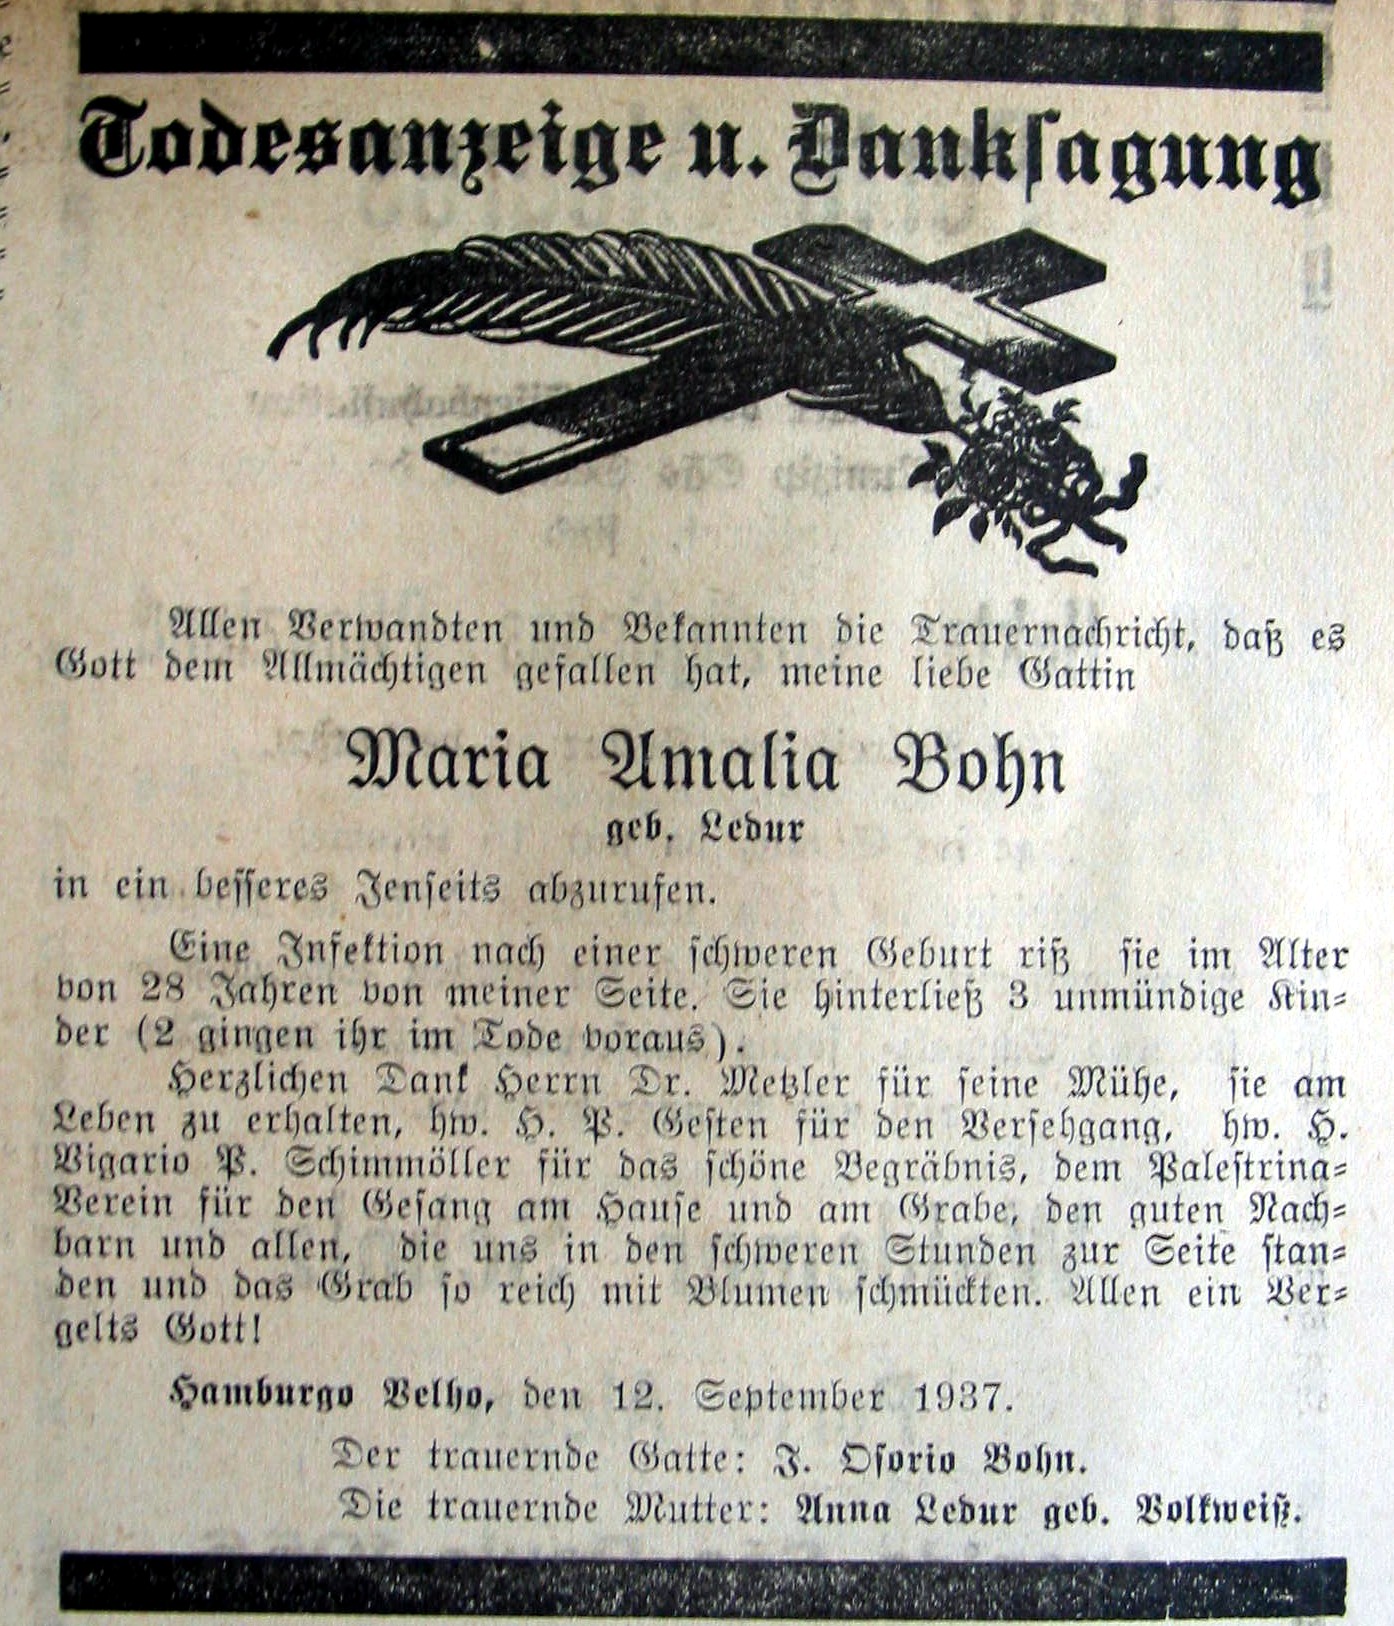 Todesanzeige u. Danksagung
Allen Verwandten und Bekannten die Trauernachricht, daß es
Gott dem Allmächtigen gefallen hat, meine liebe Gattin
Maria Amalia Bohn
geb. Ledur
in ein besseres Jenseits abzurufen.
Eine Infektion nach einer schweren Geburt riß sie im Alter
von 28 Jahren von meiner Seite. Sie hinterließ 3 unmündige Kin-
der (2 gingen ihr im Tode voraus).
Herzlichen Dank Herrn Dr. Metzler für seine Mühe, sie am
Leben zu erhalten, hw. H. P. Gesten für den Versehgang, hw. H.
Vigario P. Schimmöller für das schöne Begräbnis, dem Palestrina-
Verein für den Gesang am Hause und am Grabe, den guten Nach-
barn und allen, die uns in den schweren Stunden zur Seite stan-
den und das Grab so reich mit Blumen schmückten. Allen ein Ver-
gelts Gott!
Hamburgo Velho, den 12. September 1937.
Der trauernde Gatte: J. Osorio Bohn.
Die trauernde Mutter: Anna Ledur geb. Volkweiß.